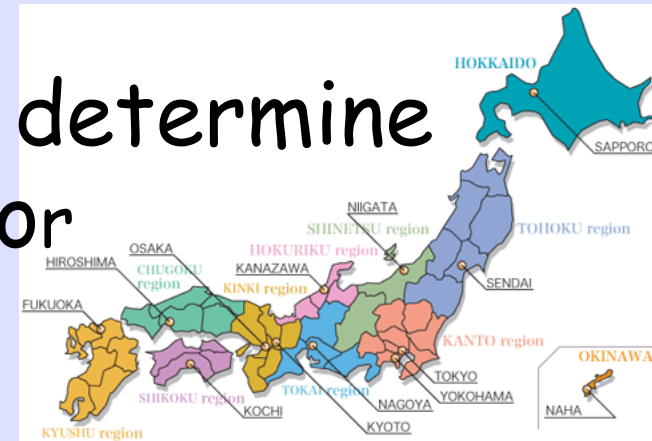 determine
or
HOKKAIDO
SAPPORO
NIIGATA
SHINETSU region
TOHOKU region
OSAKA
HOKURIKU region
HIROSHIMA
CHUGOKU
region
KANAZAWA
KINKI region
SENDAI
FUKUOKA
KANTO region
OKINAWA
TOKYO
YOKOHAMA
SHIKOKU region
TOKAI region
NAGOYA
NAHA
KOCHI
KYOTO
KYUSHU region